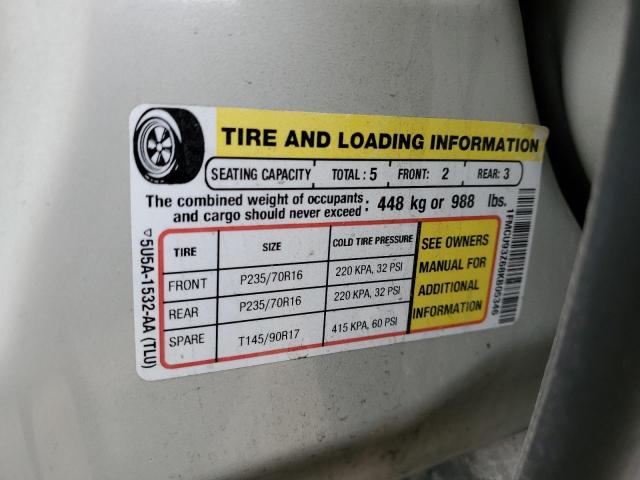 TIRE AND LOADING INFORMATION
SEATING CAPACITY TOTAL : 5 FRONT: 2 REAR: 3
The combined weight of occupants and cargo should never exceed : 448 kg or 988 lbs.
TIRE SIZE COLD TIRE PRESSURE
FRONT P235/70R16 220 KPA, 32 PSI
REAR P235/70R16 220 KPA, 32 PSI
SPARE T145/90R17 415 KPA, 60 PSI
SEE OWNERS
MANUAL FOR
ADDITIONAL
INFORMATION
5U5A-1532-AA (TLU)